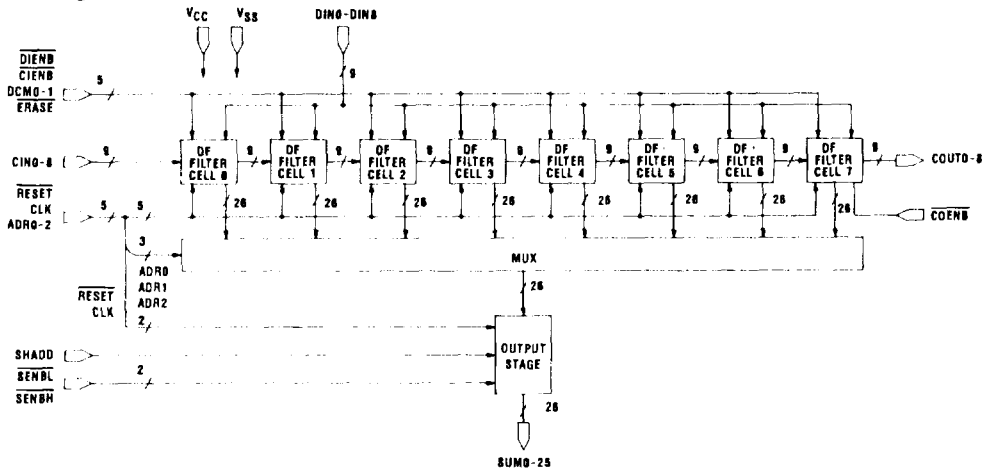 VCC
VSS
DIN0-DIN8
9
DIENB
CIENB
DCM0-1
ERASE
5
CIN0-8
9
DF FILTER CELL 0
9
DF FILTER CELL 1
9
DF FILTER CELL 2
9
DF FILTER CELL 3
9
DF FILTER CELL 4
9
DF FILTER CELL 5
9
DF FILTER CELL 6
9
DF FILTER CELL 7
9
COUT0-8
RESET
CLK
ADR0-2
5
5
26
26
26
26
26
26
26
26
COENB
3
ADR0
ADR1
ADR2
MUX
RESET
CLK
2
26
SHADD
SENBL
SENBH
2
OUTPUT
STAGE
26
SUM0-25